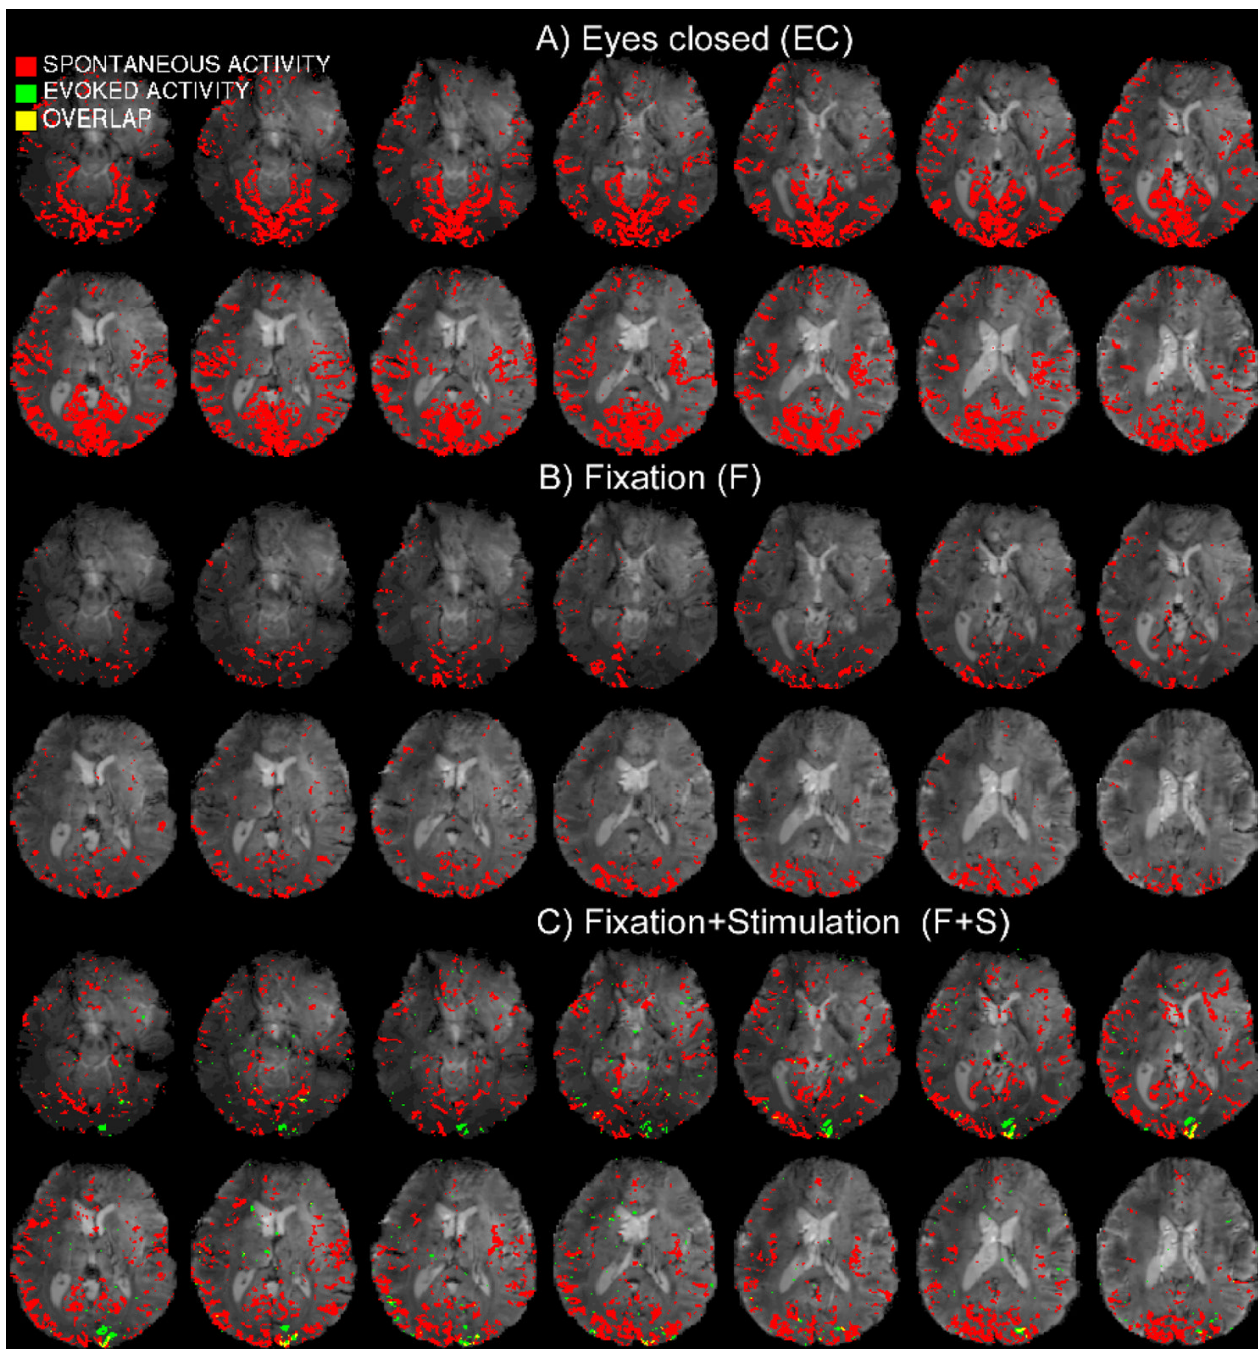 A) Eyes closed (EC)
SPONTANEOUS ACTIVITY
EVOKED ACTIVITY
OVERLAP
B) Fixation (F)
C) Fixation+Stimulation (F+S)